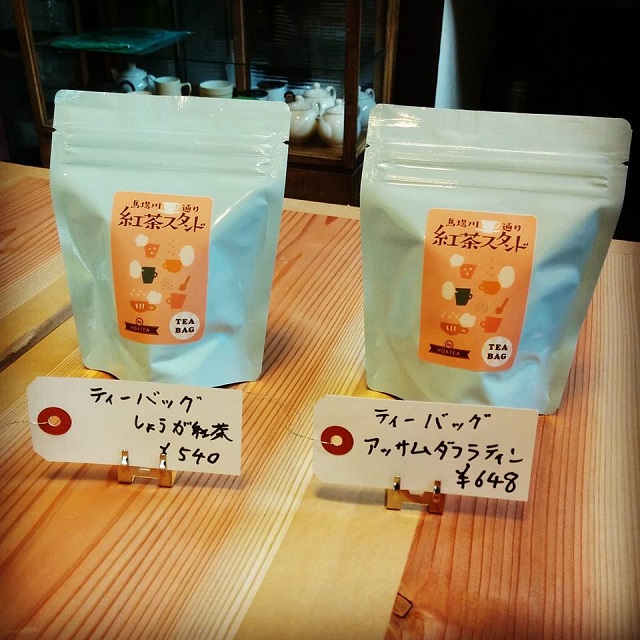 馬場川 通り
紅茶スタンド
TEA
BAG
HOATEA
馬場川 通り
紅茶スタンド
TEA
BAG
HOATEA
ティーバッグ
しょうが紅茶
¥540
ティーバッグ
アッサムダフラティン
¥648